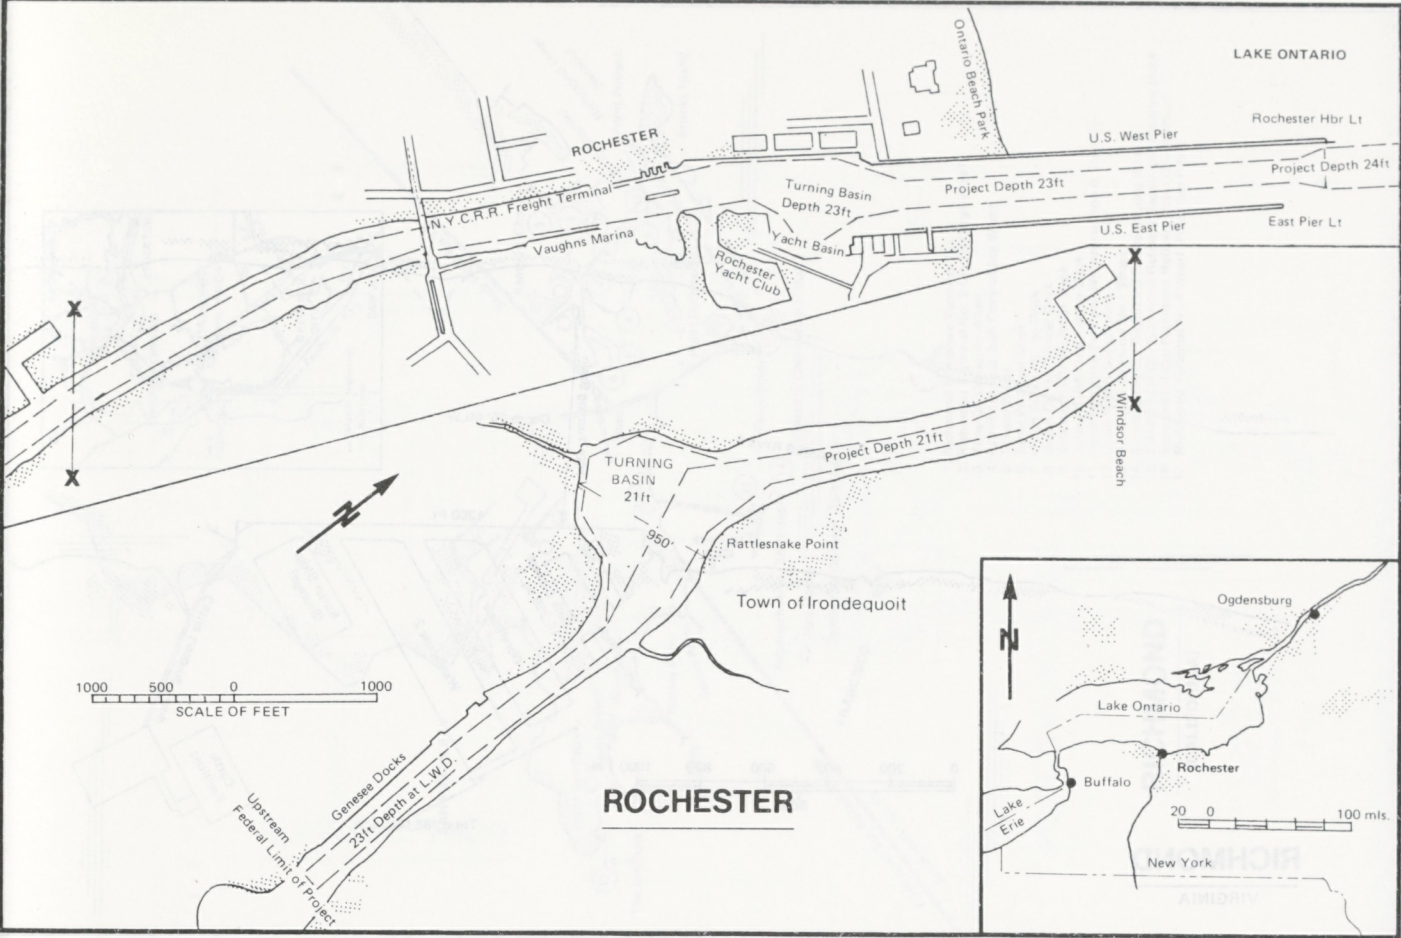 LAKE ONTARIO
Ontario Beach Park
Rochester Hbr Lt
U.S. West Pier
ROCHESTER
Project Depth 24ft
Project Depth 23ft
Turning Basin
Depth 23ft
N.Y.C.R.R. Freight Terminal
U.S. East Pier
East Pier Lt
Vaughns Marina
Yacht Basin
Rochester
Yacht Club
X
X
X
X
Windsor Beach
Project Depth 21ft
TURNING
BASIN
21ft
N
950'
Rattlesnake Point
Town of Irondequoit
1000 500 0 1000
SCALE OF FEET
Genesee Docks
23ft Depth at L.W.D.
Upstream
Federal Limit of Project
ROCHESTER
N
Ogdensburg
Lake Ontario
Rochester
Buffalo
Lake
Erie
20 0 100 mls.
New York